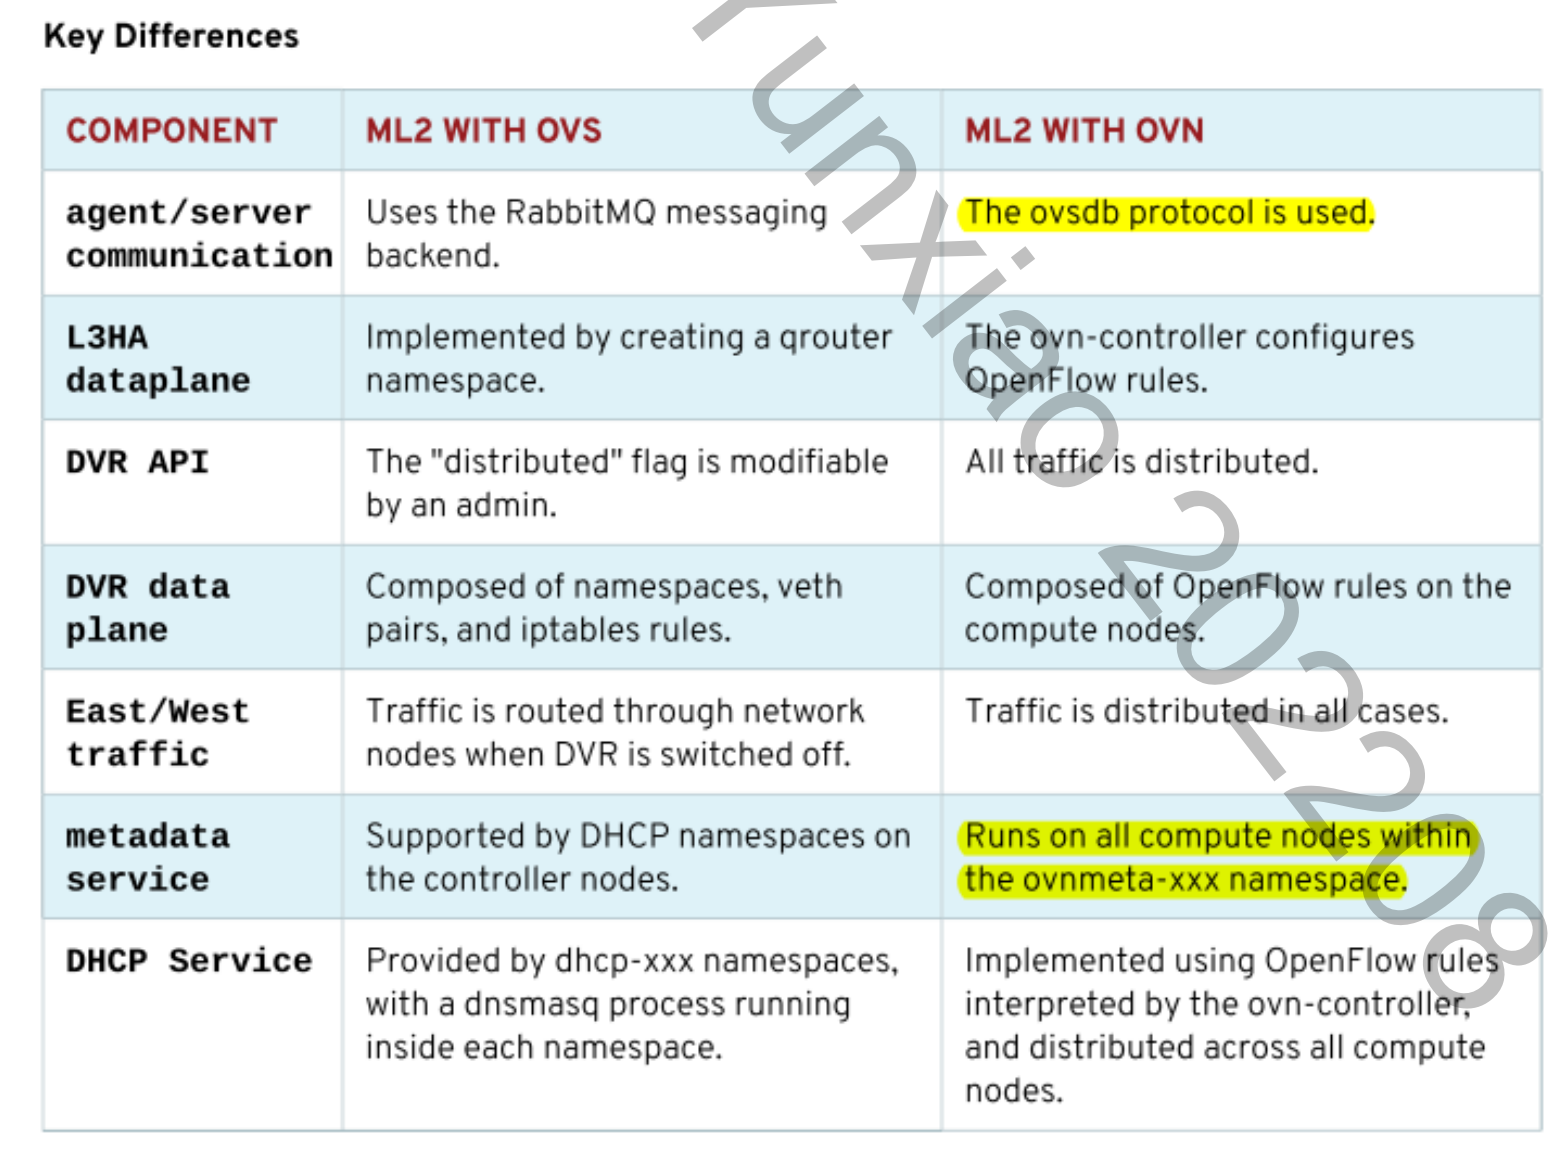 Key Differences
COMPONENT
ML2 WITH OVS
ML2 WITH OVN
agent/server
communication
Uses the RabbitMQ messaging
backend.
The ovsdb protocol is used.
L3HA
dataplane
Implemented by creating a qrouter
namespace.
The ovn-controller configures
OpenFlow rules.
DVR API
The "distributed" flag is modifiable
by an admin.
All traffic is distributed.
DVR data
plane
Composed of namespaces, veth
pairs, and iptables rules.
Composed of OpenFlow rules on the
compute nodes.
East/West
traffic
Traffic is routed through network
nodes when DVR is switched off.
Traffic is distributed in all cases.
metadata
service
Supported by DHCP namespaces on
the controller nodes.
Runs on all compute nodes within
the ovnmeta-xxx namespace.
DHCP Service
Provided by dhcp-xxx namespaces,
with a dnsmasq process running
inside each namespace.
Implemented using OpenFlow rules
interpreted by the ovn-controller,
and distributed across all compute
nodes.
Yunxiao 202208